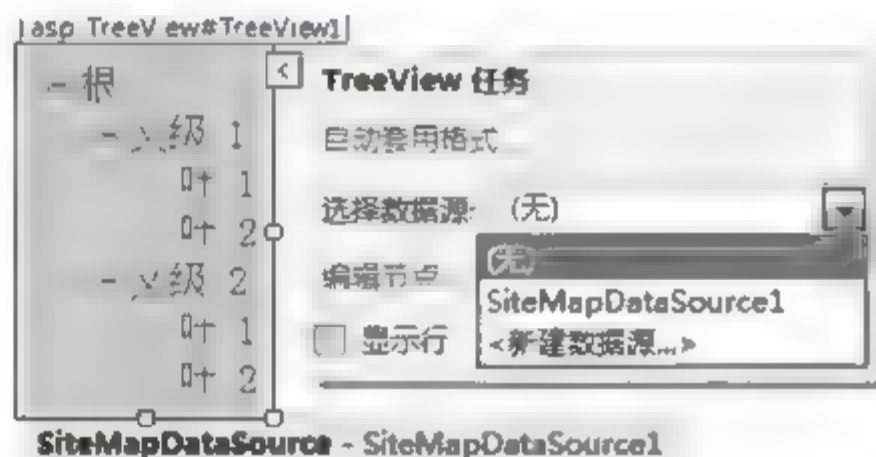 asp TreeView#TreeView1
- 根
- 父级 1
叶 1
叶 2
- 父级 2
叶 1
叶 2
<
TreeView 任务
自动套用格式
选择数据源: (无)
(无)
SiteMapDataSource1
<新建数据源...>
编辑节点
显示行
SiteMapDataSource - SiteMapDataSource1